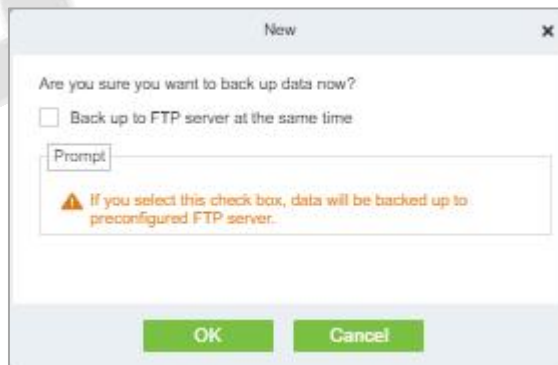 New
Are you sure you want to back up data now?
Back up to FTP server at the same time
Prompt
If you select this check box, data will be backed up to
preconfigured FTP server.
OK Cancel